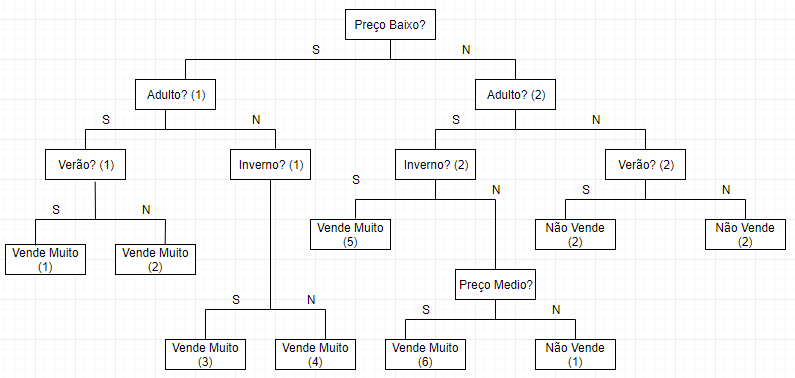 Preço Baixo?
S
N
Adulto? (1)
Adulto? (2)
S
N
S
N
Verão? (1)
Inverno? (1)
Inverno? (2)
Verão? (2)
S
N
S
N
S
N
Vende Muito
(1)
Vende Muito
(2)
Vende Muito
(5)
Não Vende
(2)
Não Vende
(2)
Preço Medio?
S
N
S
N
Vende Muito
(3)
Vende Muito
(4)
Vende Muito
(6)
Não Vende
(1)